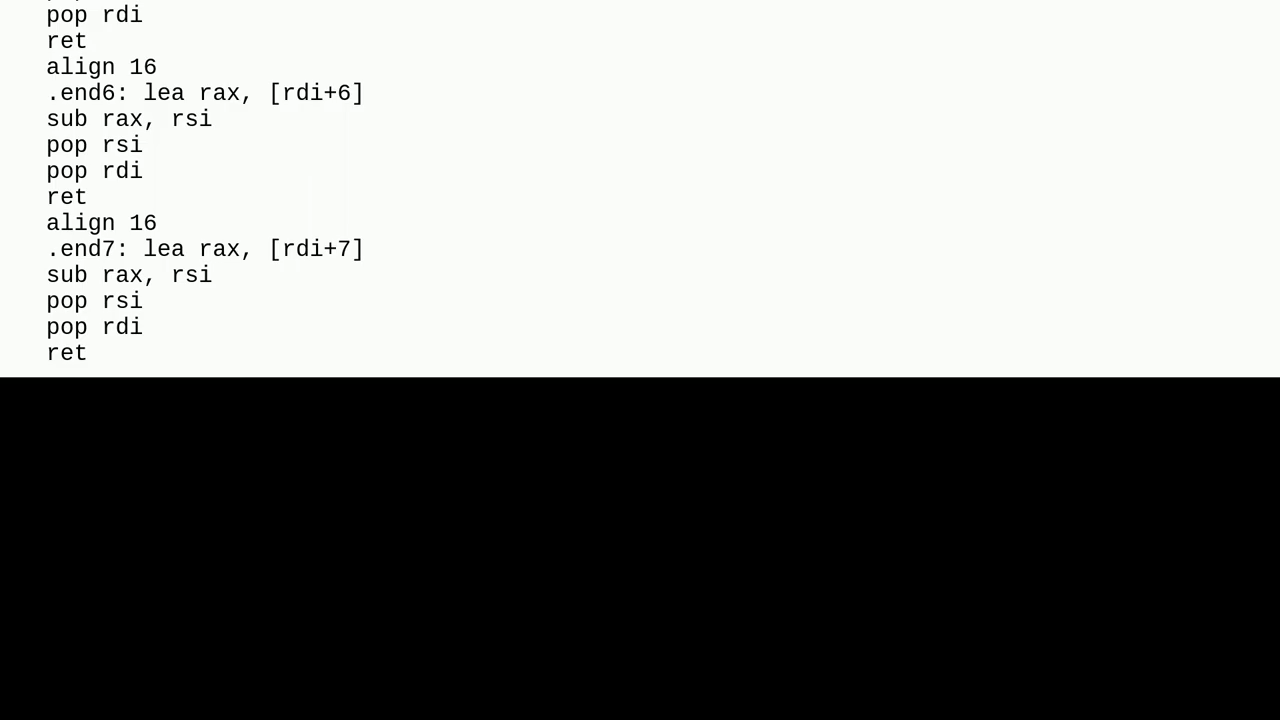 pop rdi
ret
align 16
.end6: lea rax, [rdi+6]
sub rax, rsi
pop rsi
pop rdi
ret
align 16
.end7: lea rax, [rdi+7]
sub rax, rsi
pop rsi
pop rdi
ret